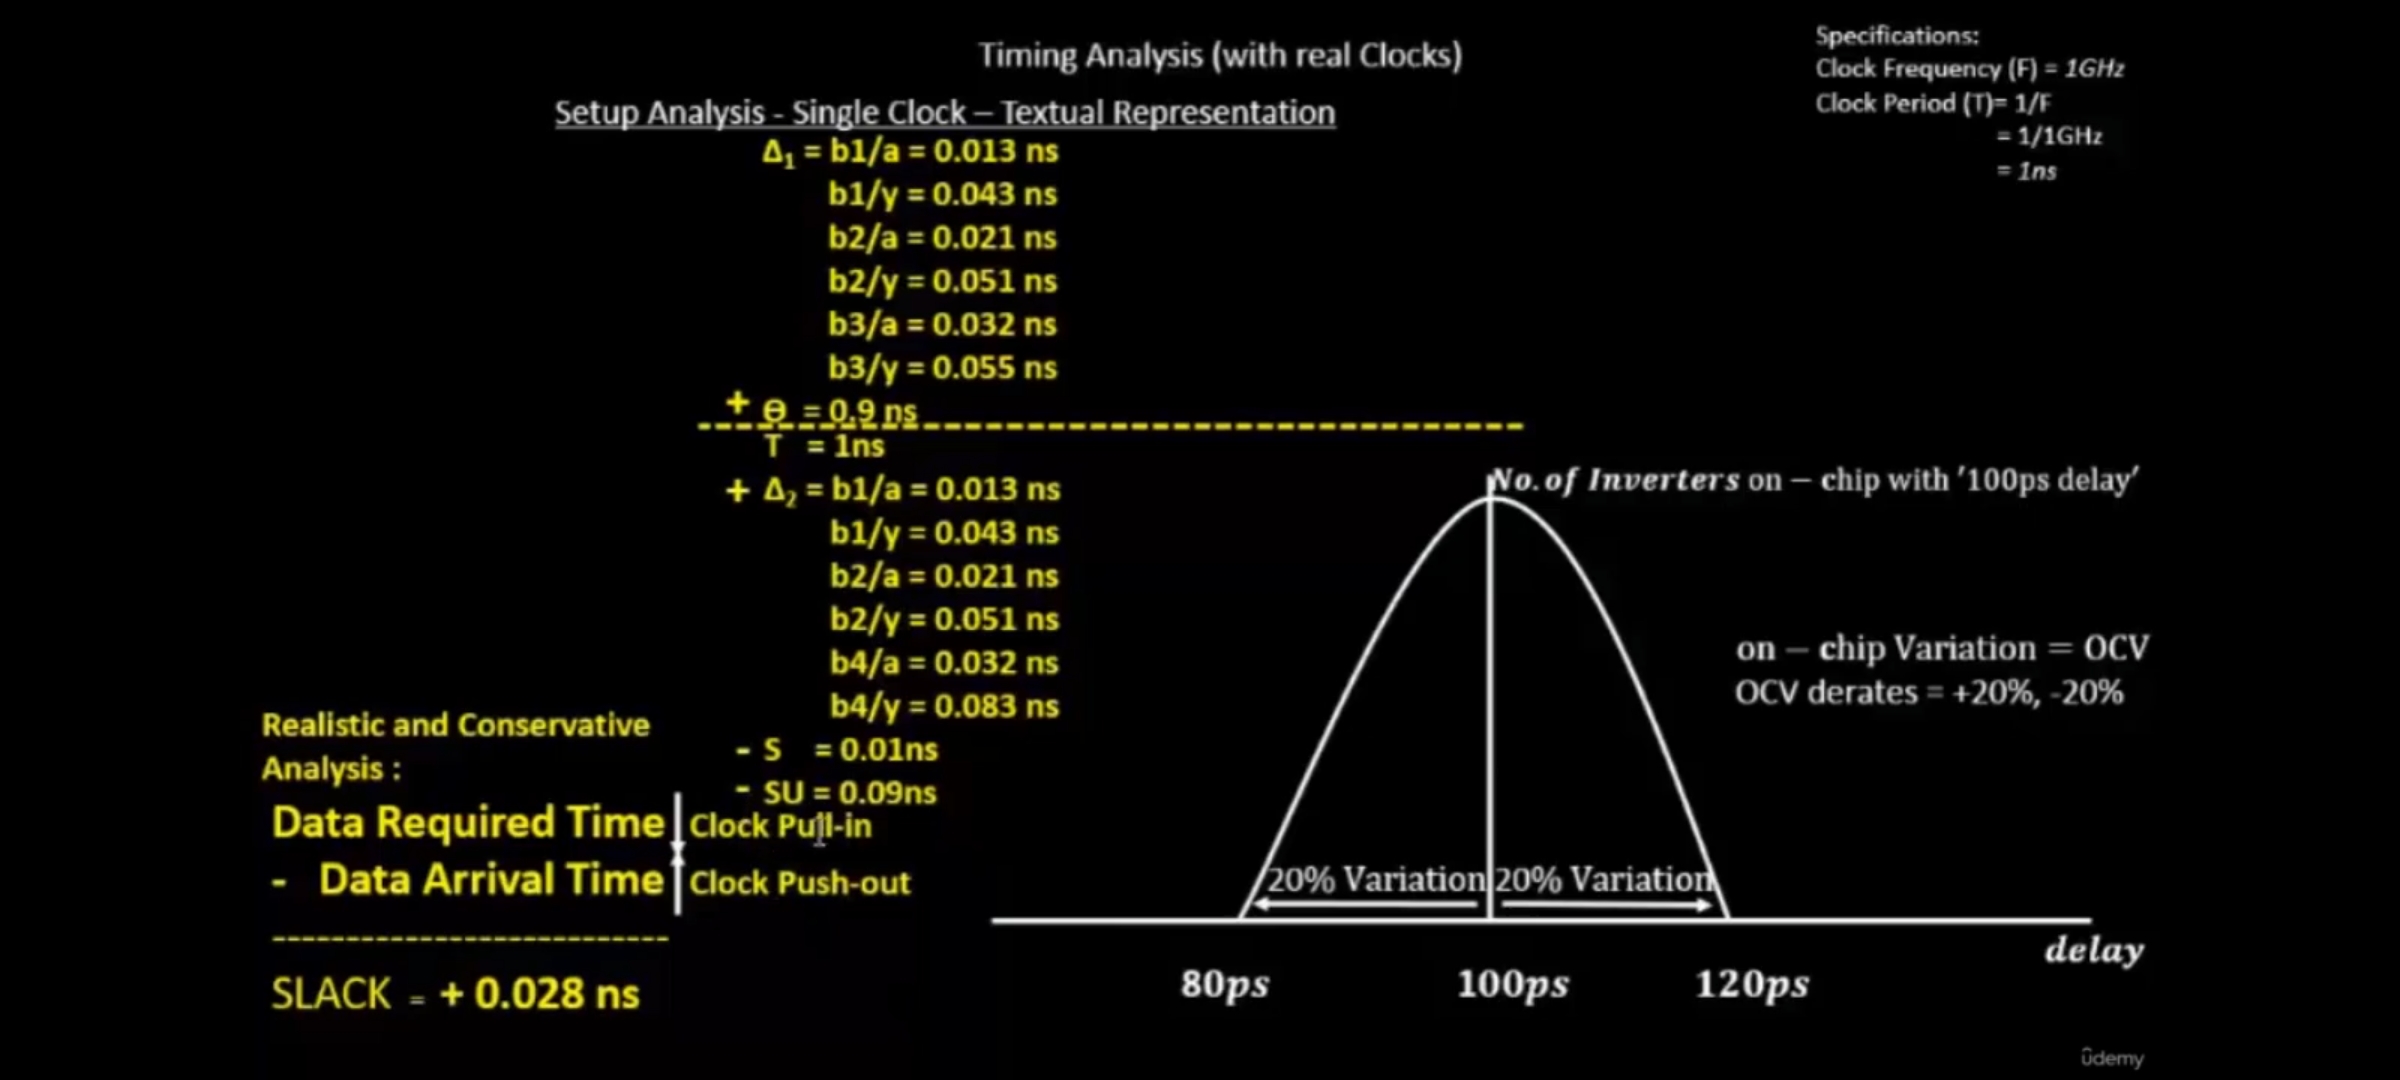 Timing Analysis (with real Clocks)
Specifications:
Clock Frequency (F) = 1GHz
Clock Period (T)= 1/F
= 1/1GHz
= 1ns
Setup Analysis - Single Clock – Textual Representation
Δ₁ = b1/a = 0.013 ns
b1/y = 0.043 ns
b2/a = 0.021 ns
b2/y = 0.051 ns
b3/a = 0.032 ns
b3/y = 0.055 ns
+ Θ = 0.9 ns
T = 1ns
+ Δ₂ = b1/a = 0.013 ns
b1/y = 0.043 ns
b2/a = 0.021 ns
b2/y = 0.051 ns
b4/a = 0.032 ns
b4/y = 0.083 ns
- S = 0.01ns
- SU = 0.09ns
Realistic and Conservative
Analysis :
Data Required Time Clock Pull-in
- Data Arrival Time Clock Push-out
---------------------------
SLACK = + 0.028 ns
No. of Inverters on – chip with '100ps delay'
on – chip Variation = OCV
OCV derates = +20%, -20%
20% Variation 20% Variation
delay
80ps 100ps 120ps
ûdemy